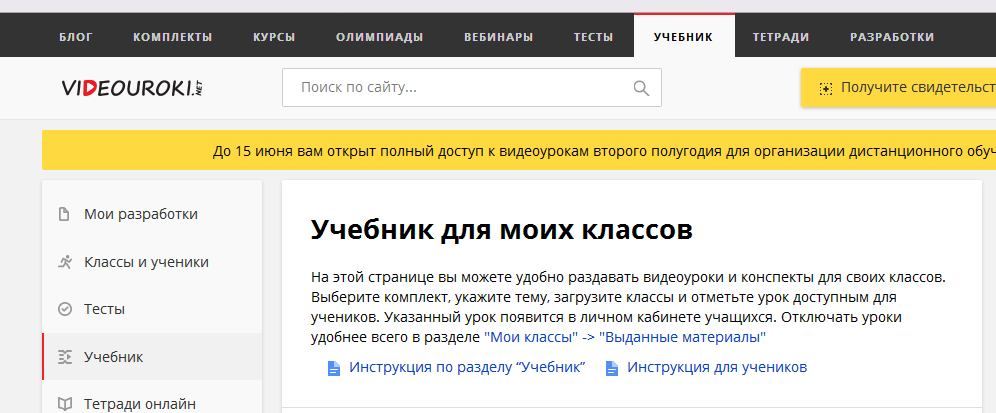 БЛОГ КОМПЛЕКТЫ КУРСЫ ОЛИМПИАДЫ ВЕБИНАРЫ ТЕСТЫ УЧЕБНИК ТЕТРАДИ РАЗРАБОТКИ
VIDEOUROKI.NET Поиск по сайту... Получите свидетельст
До 15 июня вам открыт полный доступ к видеоурокам второго полугодия для организации дистанционного обуч
Мои разработки
Классы и ученики
Тесты
Учебник
Тетради онлайн
Учебник для моих классов
На этой странице вы можете удобно раздавать видеоуроки и конспекты для своих классов.
Выберите комплект, укажите тему, загрузите классы и отметьте урок доступным для
учеников. Указанный урок появится в личном кабинете учащихся. Отключать уроки
удобнее всего в разделе "Мои классы" -> "Выданные материалы"
Инструкция по разделу “Учебник” Инструкция для учеников